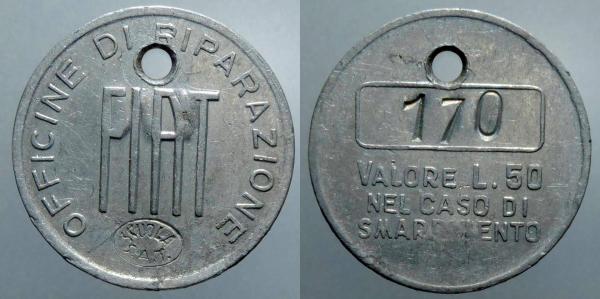 OFFICINE DI RIPARAZIONE
FIAT
170
VALORE L. 50
NEL CASO DI
SMARRIMENTO